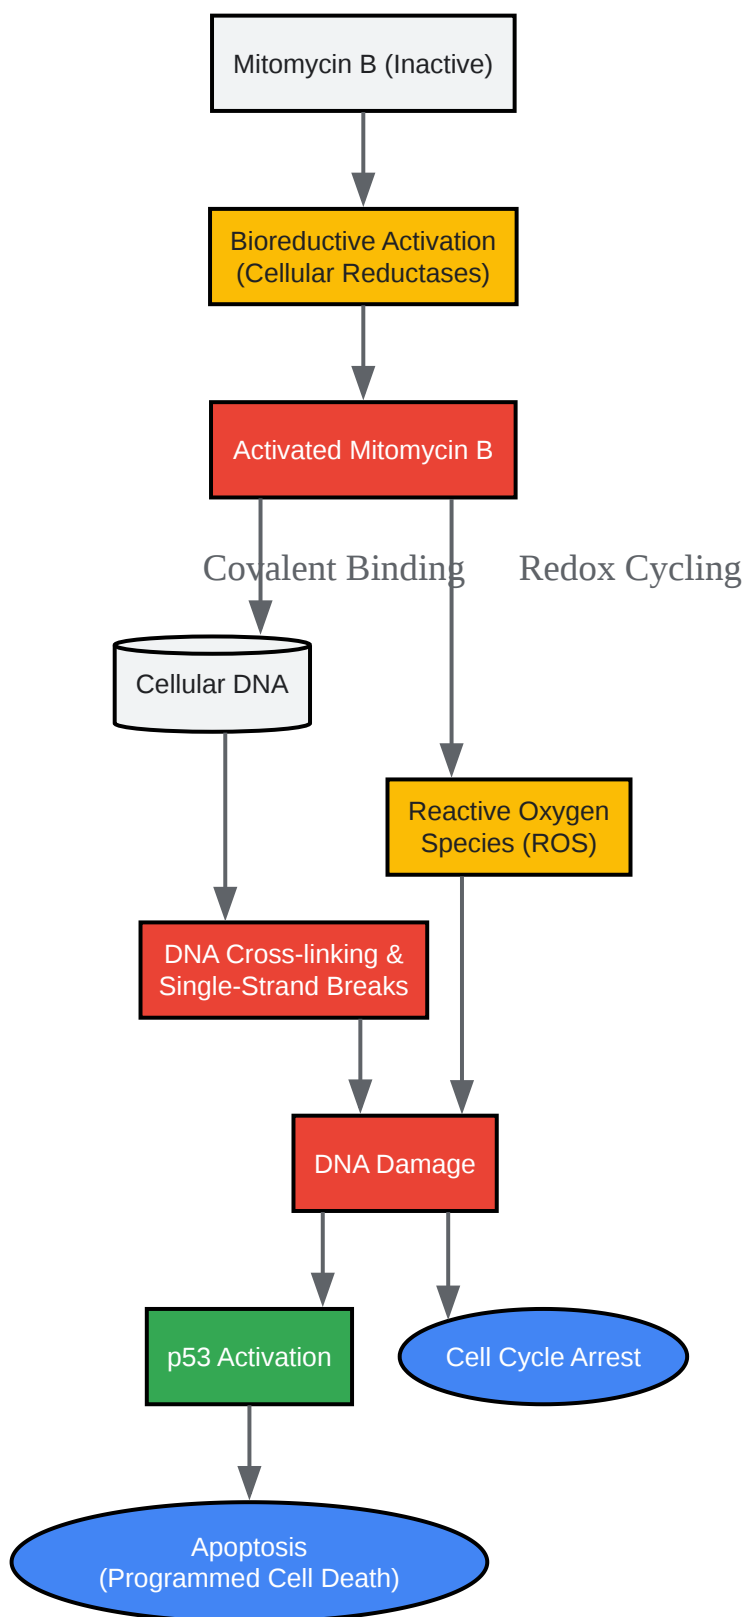 Mitomycin B (Inactive)
Bioreductive Activation
(Cellular Reductases)
Activated Mitomycin B
Covalent Binding
Redox Cycling
Cellular DNA
Reactive Oxygen
Species (ROS)
DNA Cross-linking &
Single-Strand Breaks
DNA Damage
p53 Activation
Cell Cycle Arrest
Apoptosis
(Programmed Cell Death)